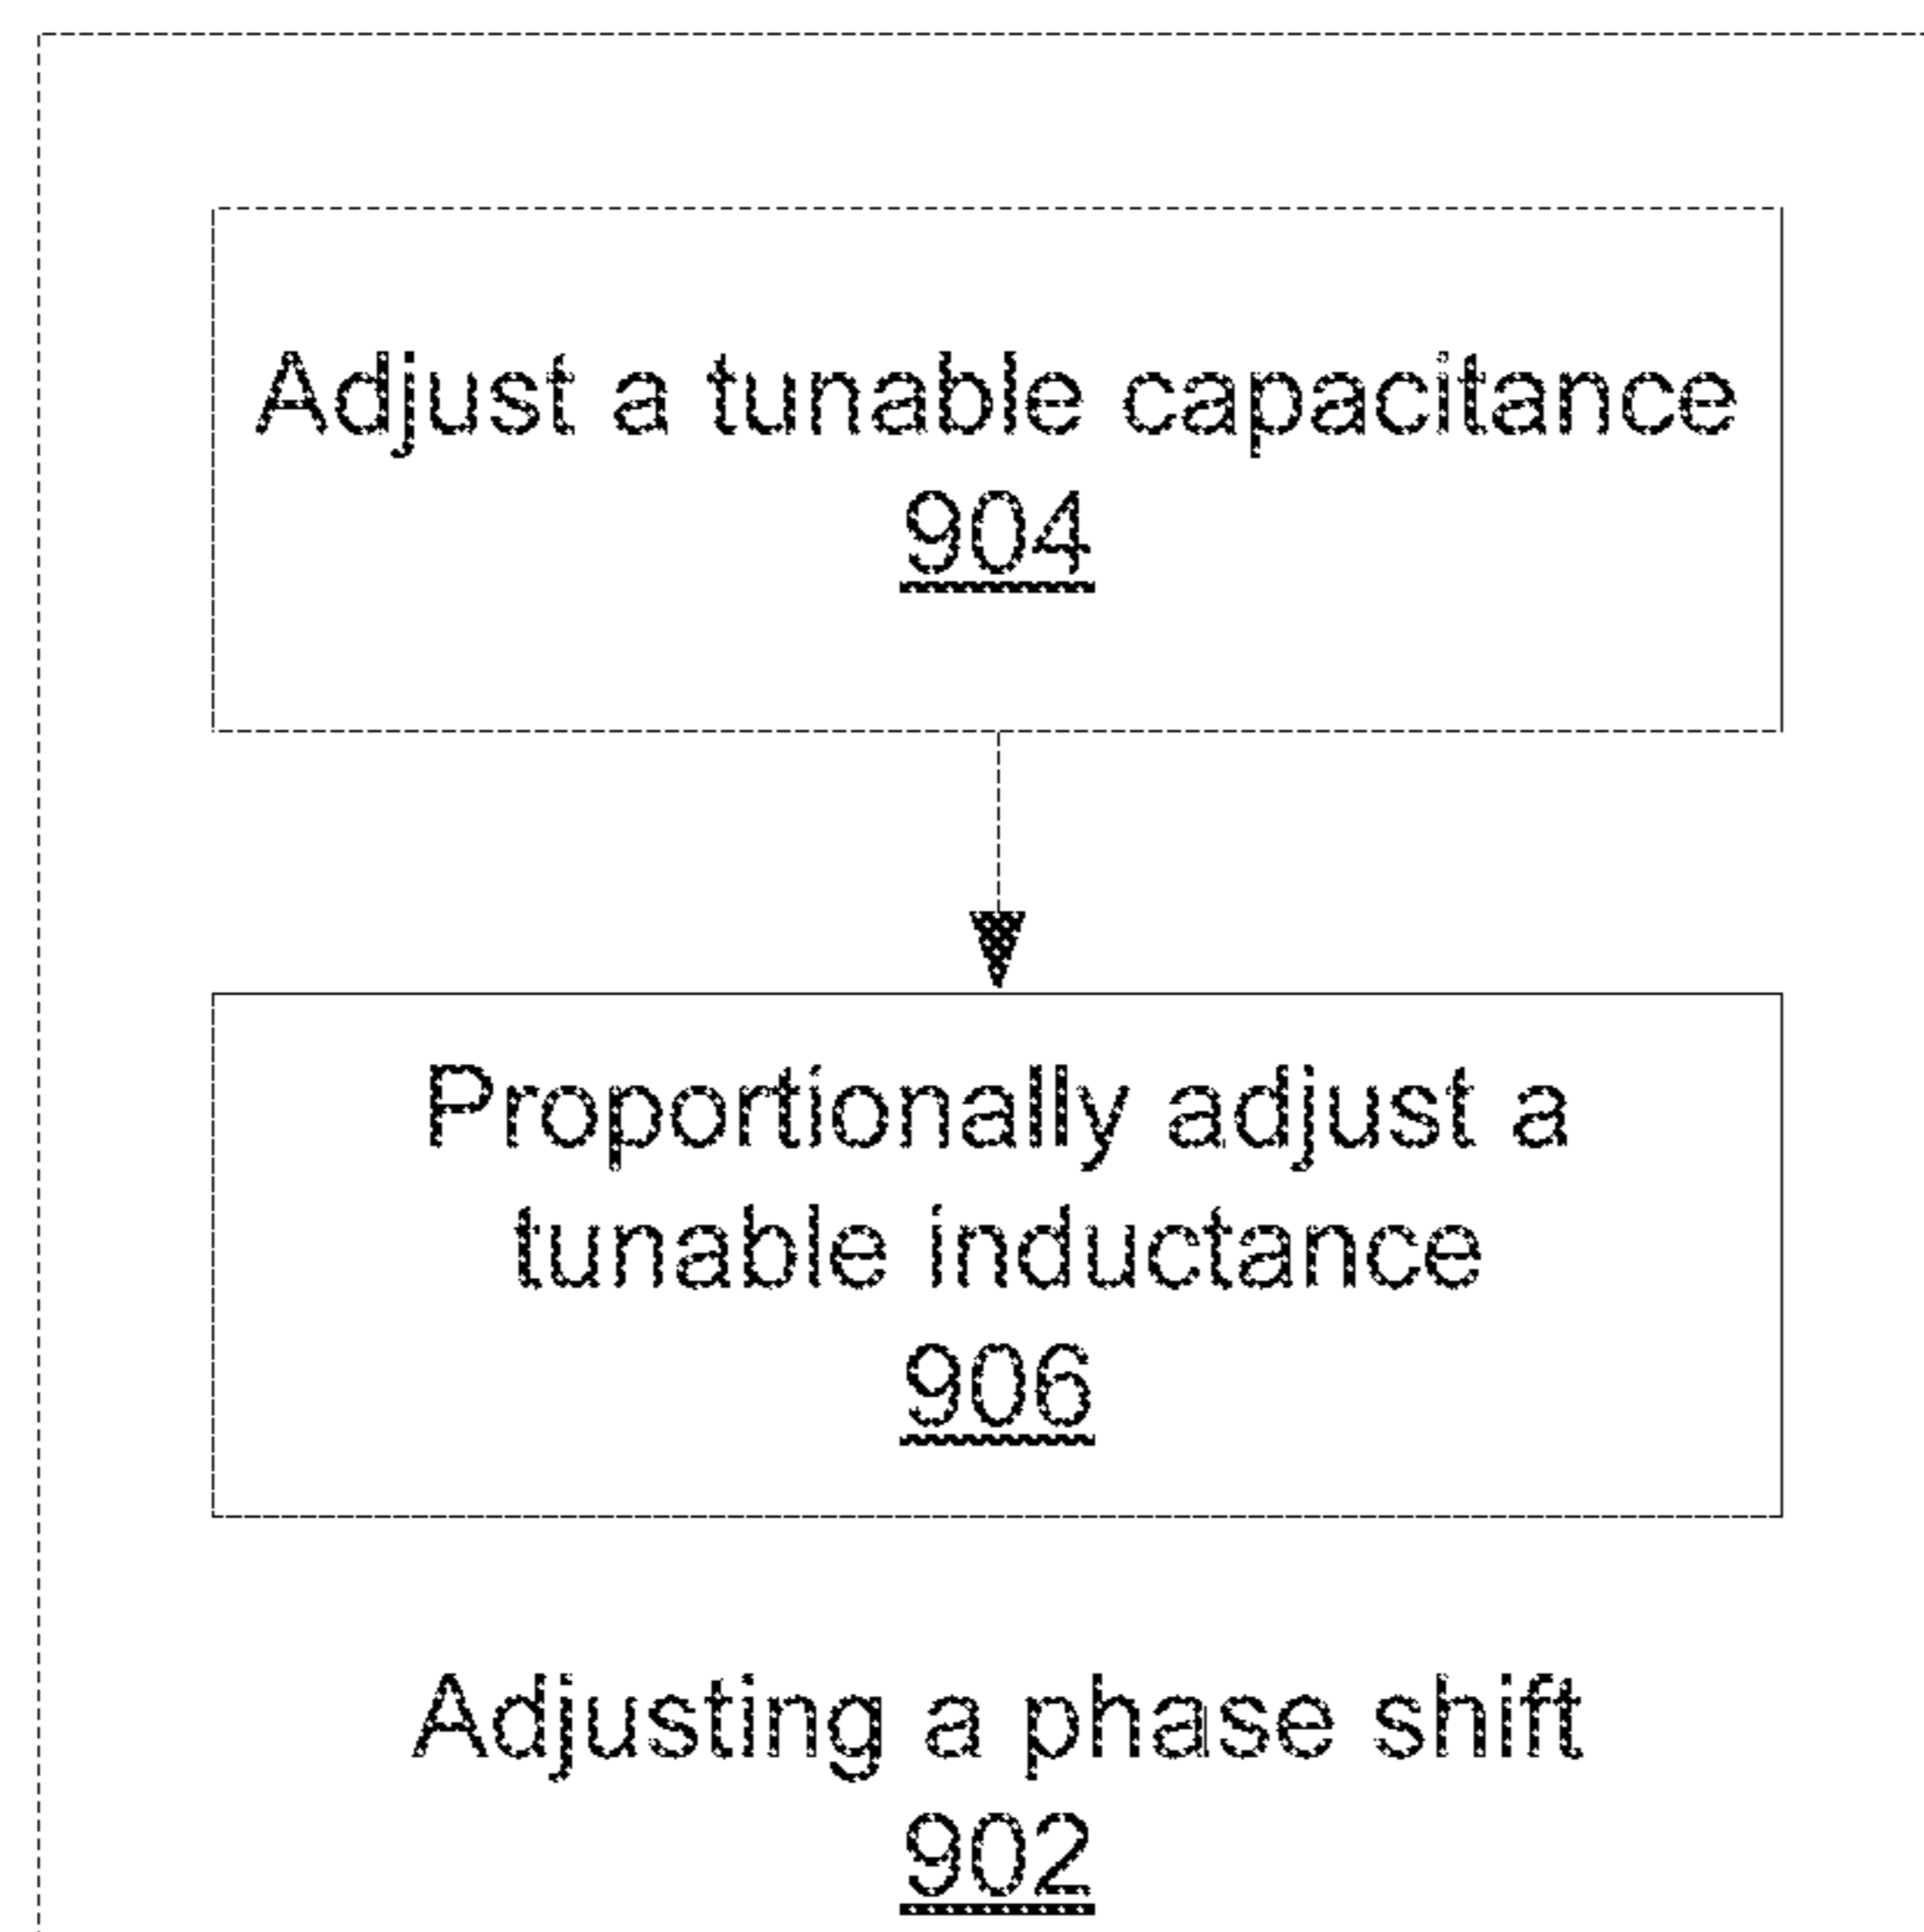 Adjust a tunable capacitance
904
Proportionally adjust a
tunable inductance
906
Adjusting a phase shift
902